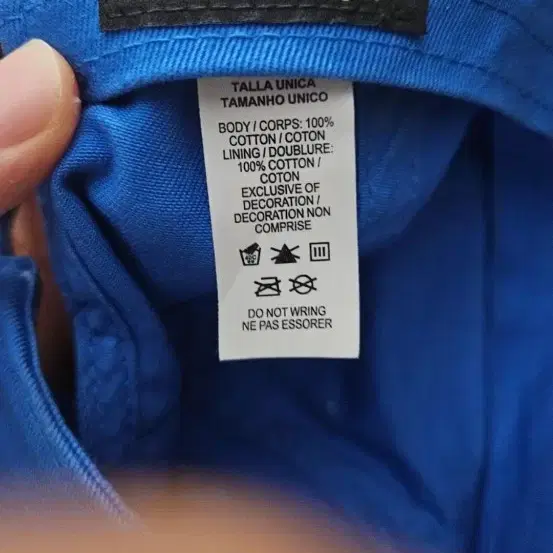 TALLA UNICA
TAMANHO UNICO
BODY / CORPS: 100%
COTTON / COTON
LINING / DOUBLURE:
100% COTTON /
COTON
EXCLUSIVE OF
DECORATION /
DECORATION NON
COMPRISE
DO NOT WRING
NE PAS ESSORER